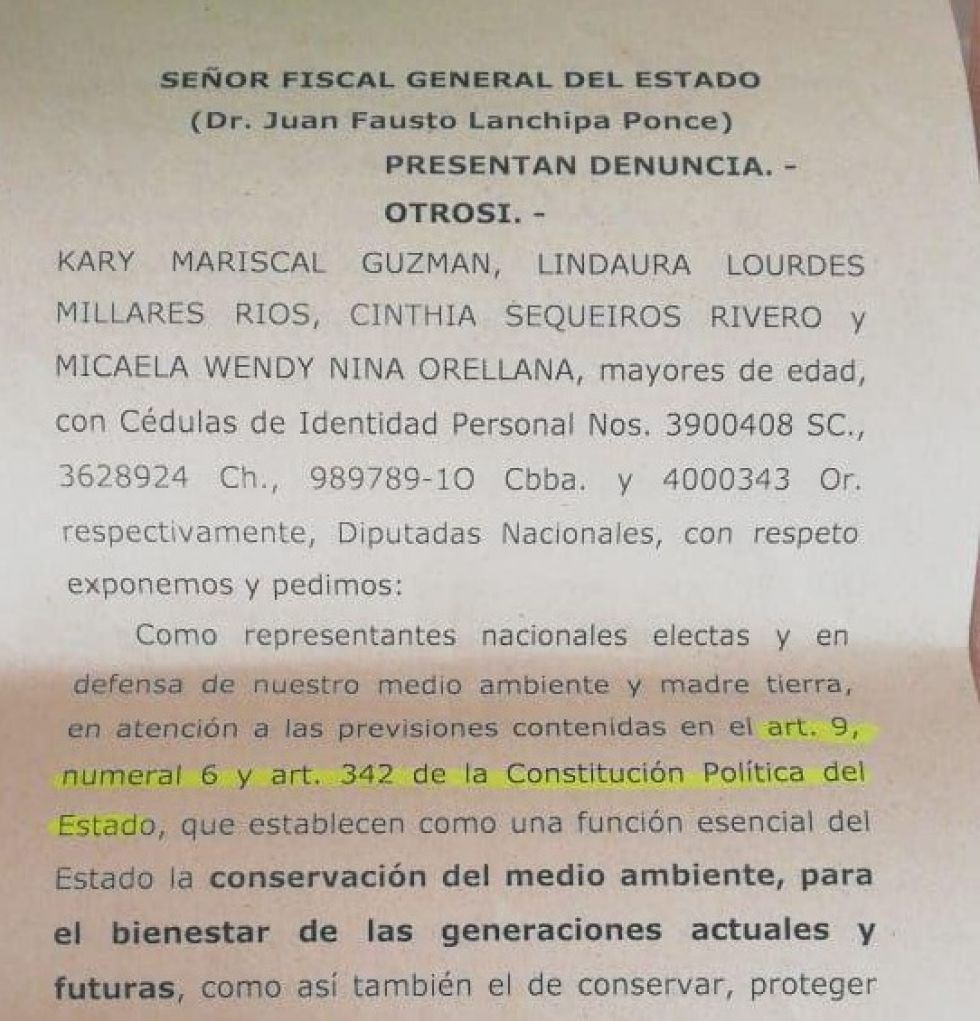 SEÑOR FISCAL GENERAL DEL ESTADO
(Dr. Juan Fausto Lanchipa Ponce)
PRESENTAN DENUNCIA. -
OTROSI. -
KARY MARISCAL GUZMAN, LINDAURA LOURDES
MILLARES RIOS, CINTHIA SEQUEIROS RIVERO y
MICAELA WENDY NINA ORELLANA, mayores de edad,
con Cédulas de Identidad Personal Nos. 3900408 SC.,
3628924 Ch., 989789-1O Cbba. y 4000343 Or.
respectivamente, Diputadas Nacionales, con respeto
exponemos y pedimos:
Como representantes nacionales electas y en
defensa de nuestro medio ambiente y madre tierra,
en atención a las previsiones contenidas en el art. 9,
numeral 6 y art. 342 de la Constitución Política del
Estado, que establecen como una función esencial del
Estado la conservación del medio ambiente, para
el bienestar de las generaciones actuales y
futuras, como así también el de conservar, proteger